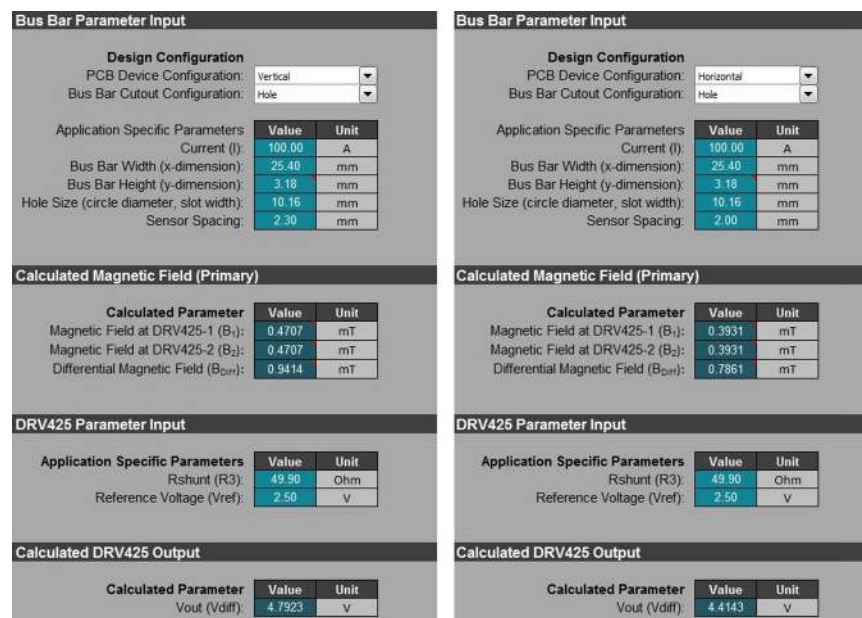 Bus Bar Parameter Input
Design Configuration
PCB Device Configuration: Vertical
Bus Bar Cutout Configuration: Hole
Application Specific Parameters Value Unit
Current (I): 100.00 A
Bus Bar Width (x-dimension): 25.40 mm
Bus Bar Height (y-dimension): 3.18 mm
Hole Size (circle diameter, slot width): 10.16 mm
Sensor Spacing: 2.30 mm
Calculated Magnetic Field (Primary)
Calculated Parameter Value Unit
Magnetic Field at DRV425-1 (B₁): 0.4707 mT
Magnetic Field at DRV425-2 (B₂): 0.4707 mT
Differential Magnetic Field (B_Diff): 0.9414 mT
DRV425 Parameter Input
Application Specific Parameters Value Unit
Rshunt (R3): 49.90 Ohm
Reference Voltage (Vref): 2.50 V
Calculated DRV425 Output
Calculated Parameter Value Unit
Vout (Vdiff): 4.7923 V
Bus Bar Parameter Input
Design Configuration
PCB Device Configuration: Horizontal
Bus Bar Cutout Configuration: Hole
Application Specific Parameters Value Unit
Current (I): 100.00 A
Bus Bar Width (x-dimension): 25.40 mm
Bus Bar Height (y-dimension): 3.18 mm
Hole Size (circle diameter, slot width): 10.16 mm
Sensor Spacing: 2.00 mm
Calculated Magnetic Field (Primary)
Calculated Parameter Value Unit
Magnetic Field at DRV425-1 (B₁): 0.3931 mT
Magnetic Field at DRV425-2 (B₂): 0.3931 mT
Differential Magnetic Field (B_Diff): 0.7861 mT
DRV425 Parameter Input
Application Specific Parameters Value Unit
Rshunt (R3): 49.90 Ohm
Reference Voltage (Vref): 2.50 V
Calculated DRV425 Output
Calculated Parameter Value Unit
Vout (Vdiff): 4.4143 V